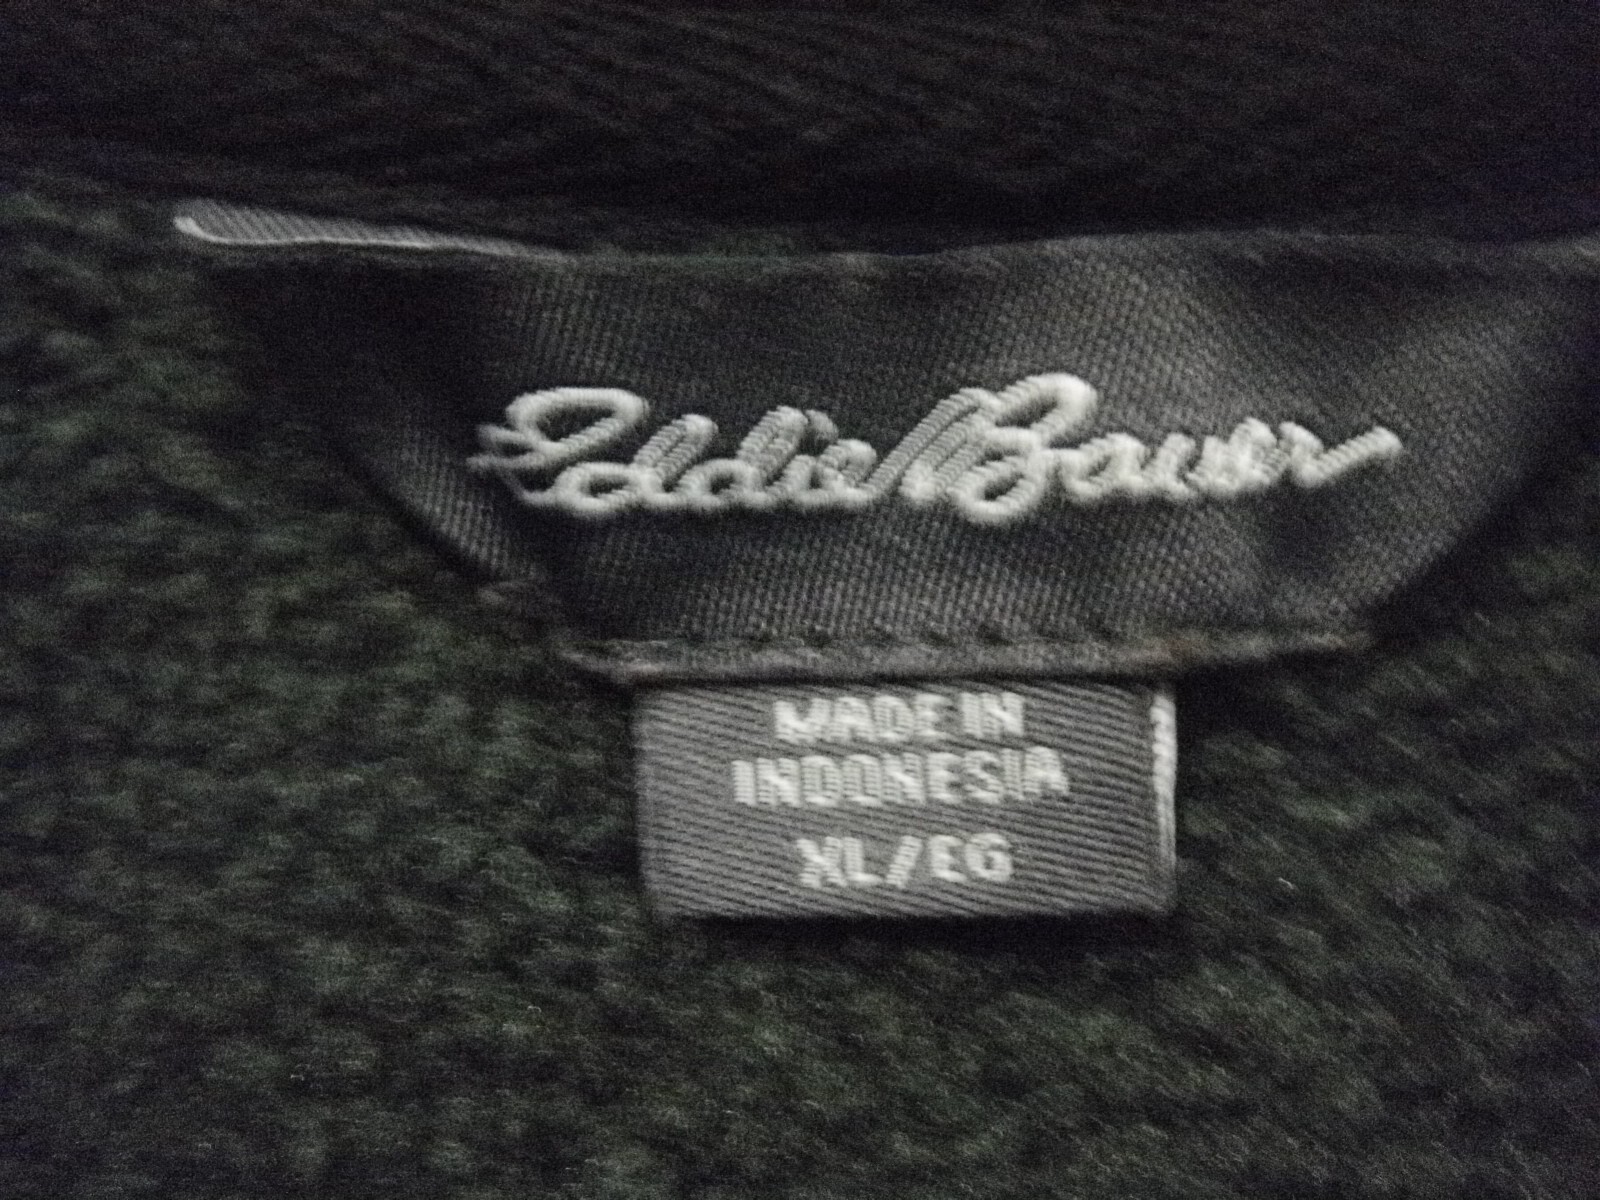 Eddie Bauer
MADE IN
INDONESIA
XL/EG